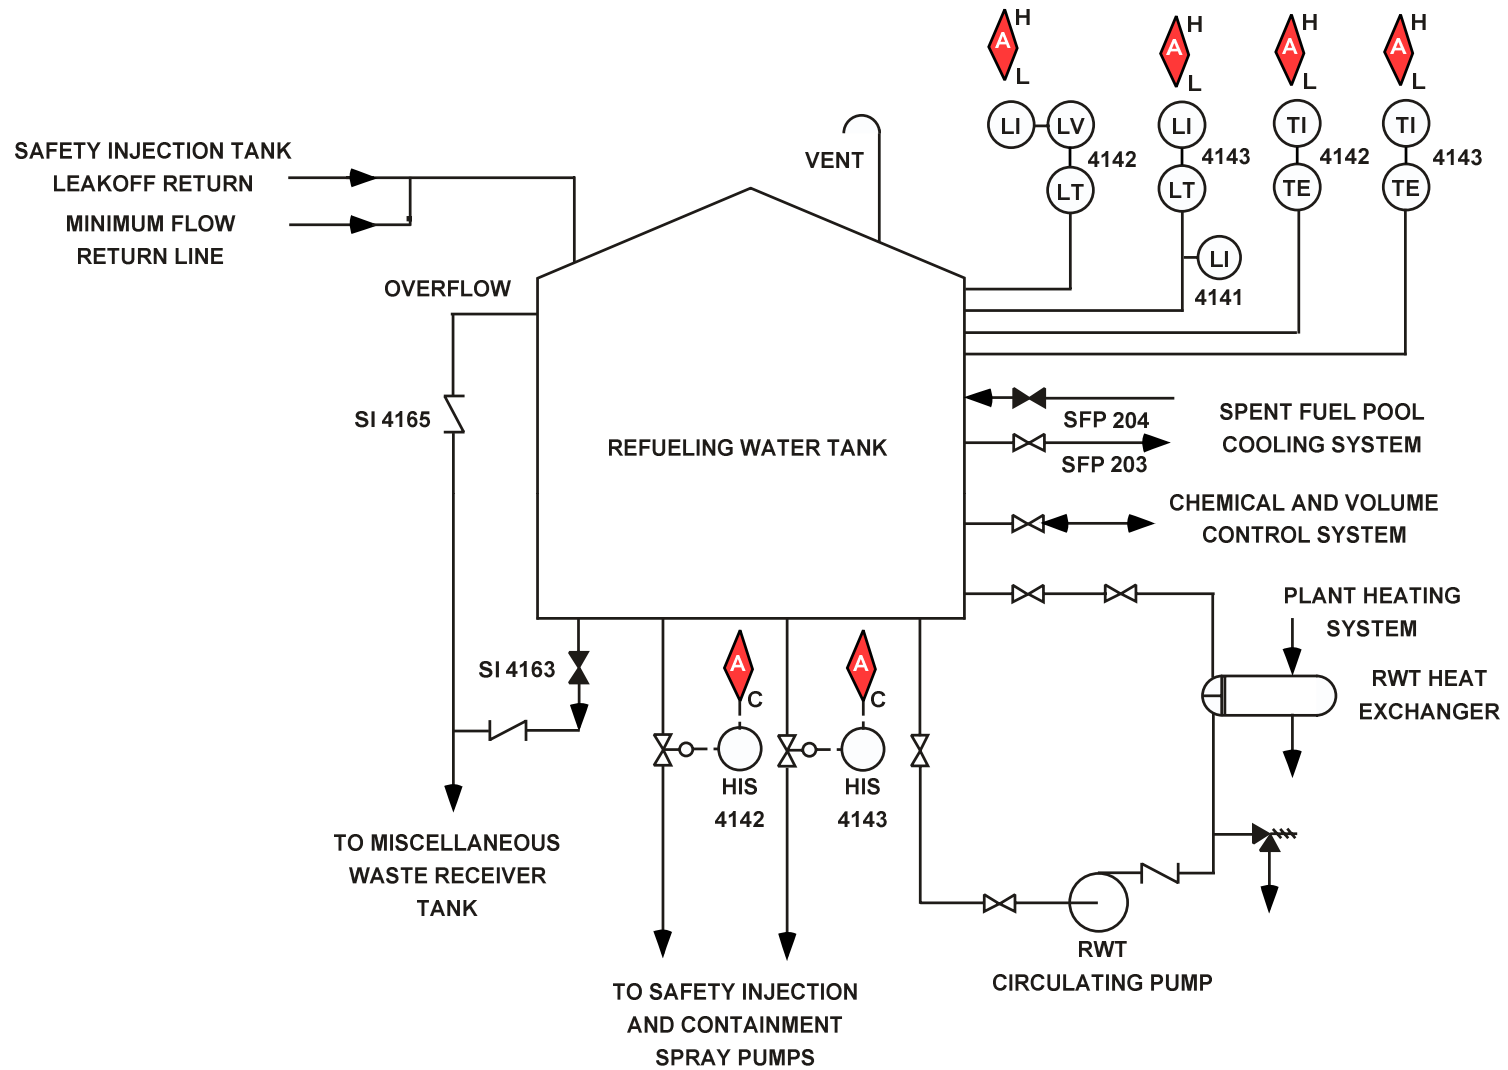 H
A
L
H
A
L
H
A
L
H
A
L
LI
LV
4142
LT
LI
4143
LT
LI
4141
TI
4142
TE
TI
4143
TE
SAFETY INJECTION TANK
LEAKOFF RETURN
MINIMUM FLOW
RETURN LINE
VENT
OVERFLOW
SI 4165
REFUELING WATER TANK
SFP 204
SFP 203
SPENT FUEL POOL
COOLING SYSTEM
CHEMICAL AND VOLUME
CONTROL SYSTEM
PLANT HEATING
SYSTEM
RWT HEAT
EXCHANGER
SI 4163
A
C
HIS
4142
A
C
HIS
4143
TO MISCELLANEOUS
WASTE RECEIVER
TANK
RWT
CIRCULATING PUMP
TO SAFETY INJECTION
AND CONTAINMENT
SPRAY PUMPS